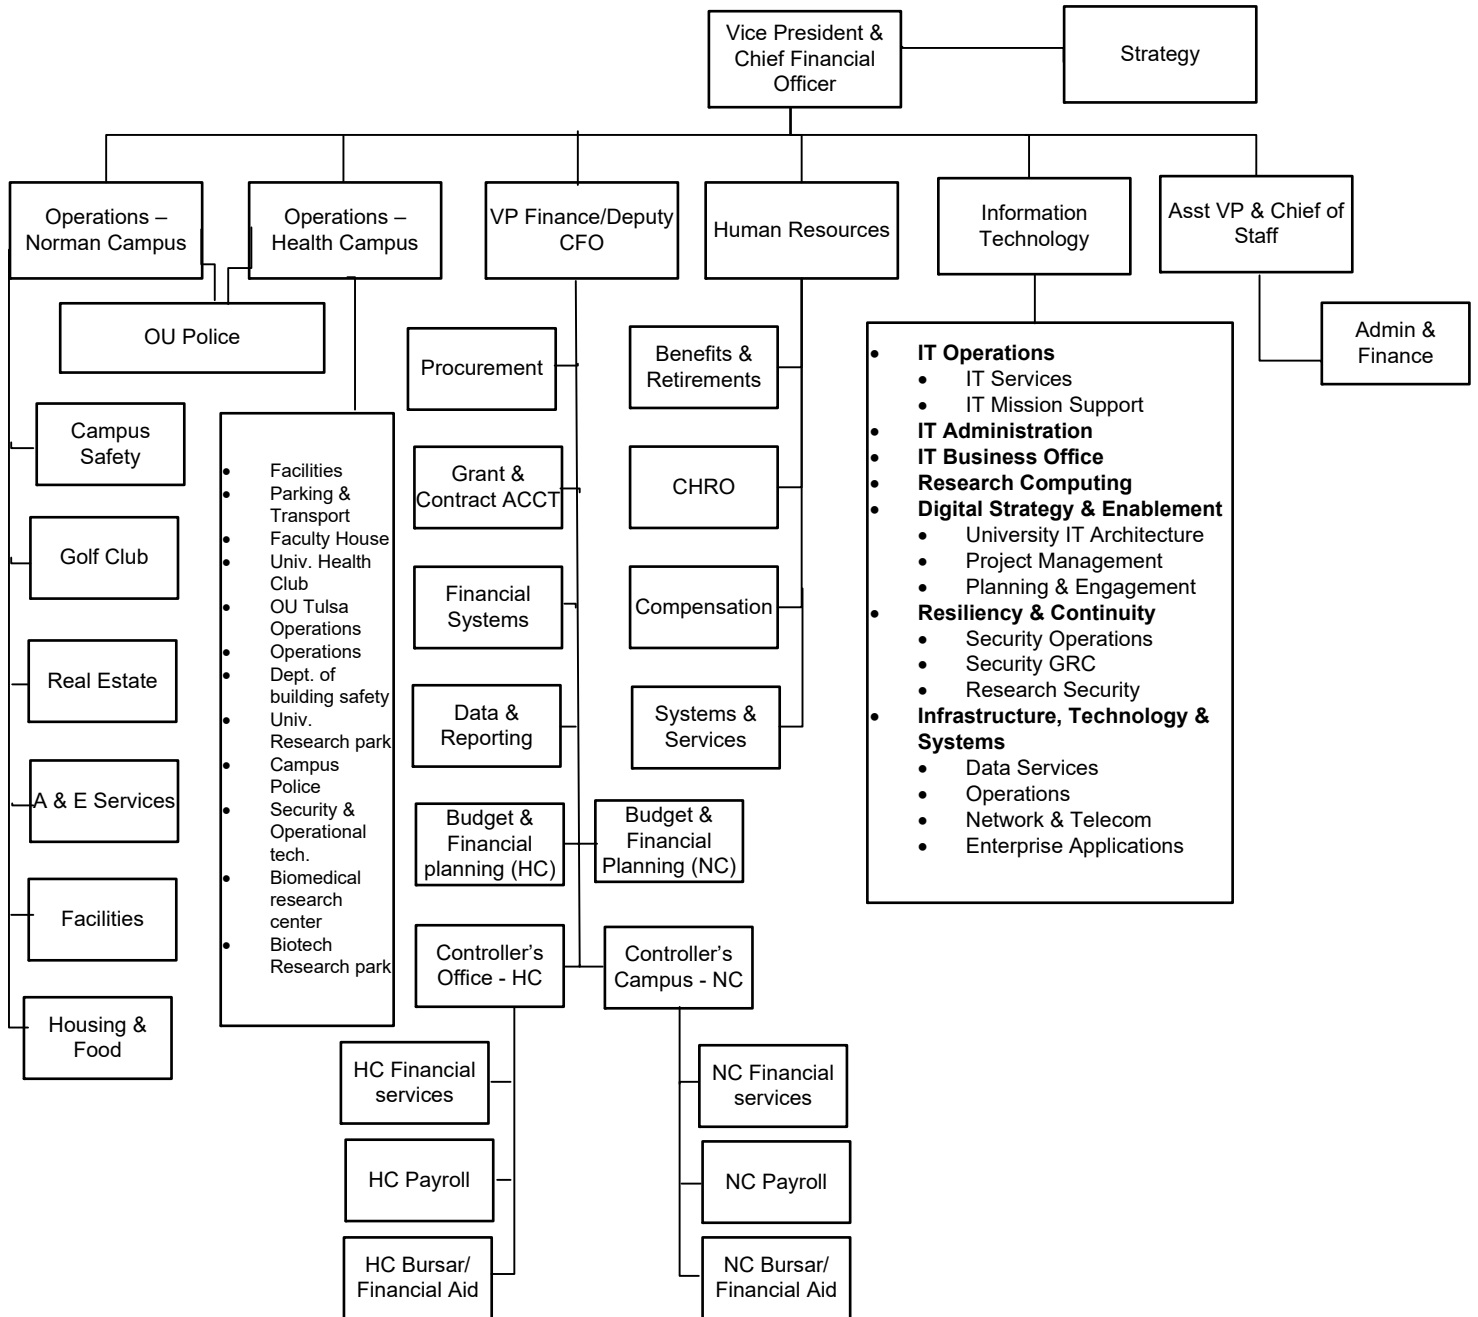 Vice President &
Chief Financial
Officer
Strategy
Operations –
Norman Campus
Operations –
Health Campus
VP Finance/Deputy
CFO
Human Resources
Information
Technology
Asst VP & Chief of
Staff
OU Police
Admin &
Finance
Campus
Safety
Golf Club
Real Estate
A & E Services
Facilities
Housing &
Food
• Facilities
• Parking &
Transport
• Faculty House
• Univ. Health
Club
• OU Tulsa
Operations
• Operations
• Dept. of
building safety
• Univ.
Research park
• Campus
Police
• Security &
Operational
tech.
• Biomedical
research
center
• Biotech
Research park
Procurement
Grant &
Contract ACCT
Financial
Systems
Data &
Reporting
Budget &
Financial
planning (HC)
Budget &
Financial
Planning (NC)
Controller’s
Office - HC
Controller’s
Campus - NC
HC Financial
services
HC Payroll
HC Bursar/
Financial Aid
NC Financial
services
NC Payroll
NC Bursar/
Financial Aid
Benefits &
Retirements
CHRO
Compensation
Systems &
Services
• IT Operations
• IT Services
• IT Mission Support
• IT Administration
• IT Business Office
• Research Computing
• Digital Strategy & Enablement
• University IT Architecture
• Project Management
• Planning & Engagement
• Resiliency & Continuity
• Security Operations
• Security GRC
• Research Security
• Infrastructure, Technology &
Systems
• Data Services
• Operations
• Network & Telecom
• Enterprise Applications